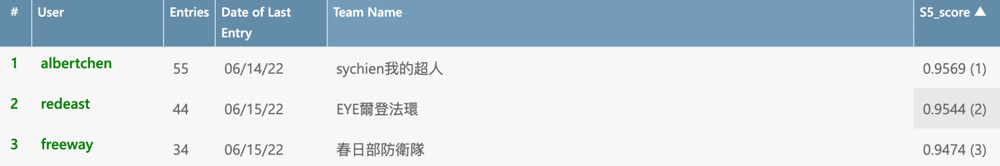 # User Entries Date of Last Entry Team Name S5_score ▲
1 albertchen 55 06/14/22 sychien我的超人 0.9569 (1)
2 redeast 44 06/15/22 EYE爾登法環 0.9544 (2)
3 freeway 34 06/15/22 春日部防衛隊 0.9474 (3)